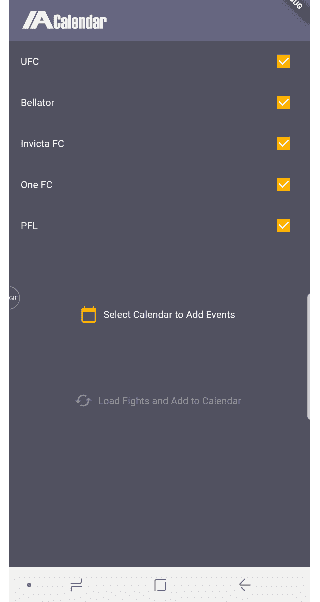 Calendar
UFC
Bellator
Invicta FC
One FC
PFL
Select Calendar to Add Events
Load Fights and Add to Calendar